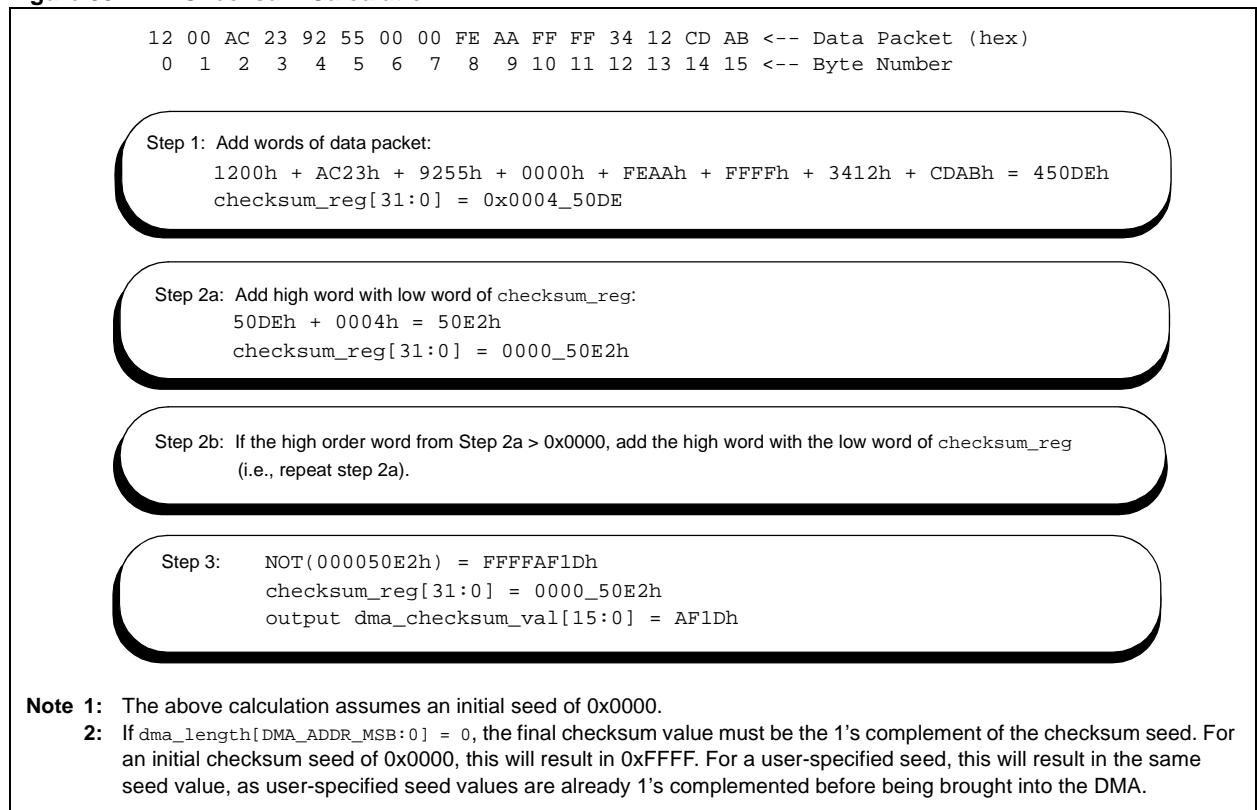 12 00 AC 23 92 55 00 00 FE AA FF FF 34 12 CD AB <-- Data Packet (hex)
0 1 2 3 4 5 6 7 8 9 10 11 12 13 14 15 <-- Byte Number
Step 1: Add words of data packet:
1200h + AC23h + 9255h + 0000h + FEAAh + FFFFh + 3412h + CDABh = 450DEh
checksum_reg[31:0] = 0x0004_50DE
Step 2a: Add high word with low word of checksum_reg:
50DEh + 0004h = 50E2h
checksum_reg[31:0] = 0000_50E2h
Step 2b: If the high order word from Step 2a > 0x0000, add the high word with the low word of checksum_reg
(i.e., repeat step 2a).
Step 3: NOT(000050E2h) = FFFFAF1Dh
checksum_reg[31:0] = 0000_50E2h
output dma_checksum_val[15:0] = AF1Dh
Note 1: The above calculation assumes an initial seed of 0x0000.
2: If dma_length[DMA_ADDR_MSB:0] = 0, the final checksum value must be the 1's complement of the checksum seed. For
an initial checksum seed of 0x0000, this will result in 0xFFFF. For a user-specified seed, this will result in the same
seed value, as user-specified seed values are already 1's complemented before being brought into the DMA.